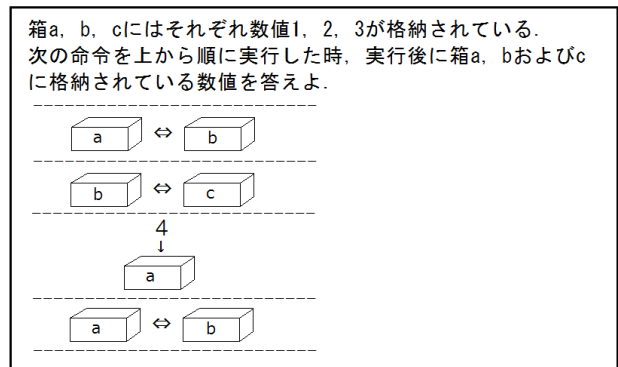 箱a, b, cにはそれぞれ数値1, 2, 3が格納されている.
次の命令を上から順に実行した時, 実行後に箱a, bおよびc
に格納されている数値を答えよ.
a ⇔ b
b ⇔ c
4
↓
a
a ⇔ b